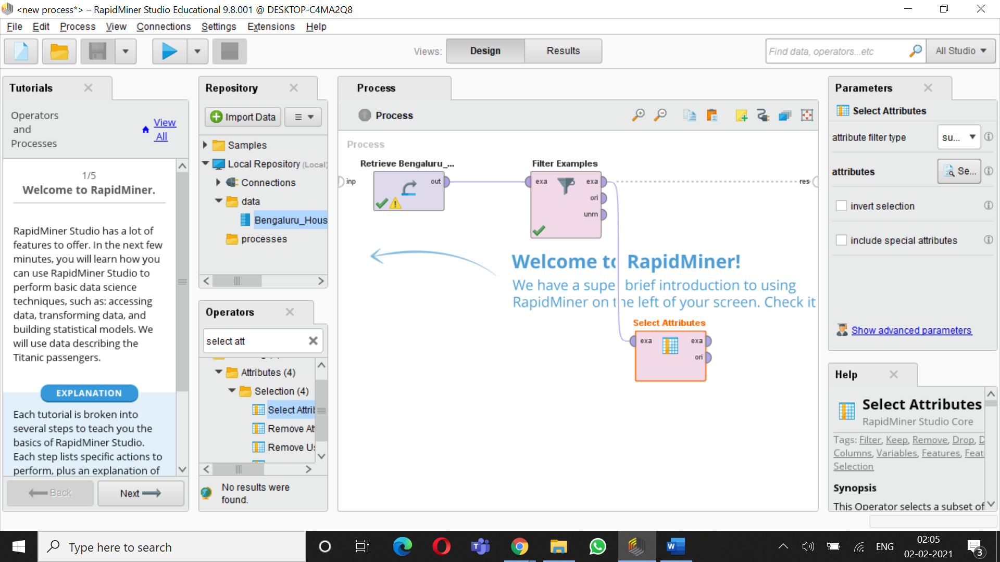 <new process*> – RapidMiner Studio Educational 9.8.001 @ DESKTOP-C4MA2Q8
File Edit Process View Connections Settings Extensions Help
Views: Design Results
Find data, operators...etc
All Studio
Tutorials
Operators
and
Processes
View
All
1/5
Welcome to RapidMiner.
RapidMiner Studio has a lot of
features to offer. In the next few
minutes, you will learn how you
can use RapidMiner Studio to
perform basic data science
techniques, such as: accessing
data, transforming data, and
building statistical models. We
will use data describing the
Titanic passengers.
EXPLANATION
Each tutorial is broken into
several steps to teach you the
basics of RapidMiner Studio.
Each step lists specific actions to
perform, plus an explanation of
Back
Next
Repository
Import Data
Samples
Local Repository (Local)
Connections
data
Bengaluru_Hous
processes
Operators
select att
Attributes (4)
Selection (4)
Select Attrib
Remove At
Remove Us
No results were
found.
Process
Process
Process
inp
Retrieve Bengaluru_...
out
Filter Examples
exa exa
ori
unm
res
Welcome to RapidMiner!
We have a super brief introduction to using
RapidMiner on the left of your screen. Check it
Select Attributes
exa exa
ori
Parameters
Select Attributes
attribute filter type su...
attributes Se...
invert selection
include special attributes
Show advanced parameters
Help
Select Attributes
RapidMiner Studio Core
Tags: Filter, Keep, Remove, Drop, D
Columns, Variables, Features, Feat
Selection
Synopsis
This Operator selects a subset of
Type here to search
ENG
02:05
02-02-2021
3